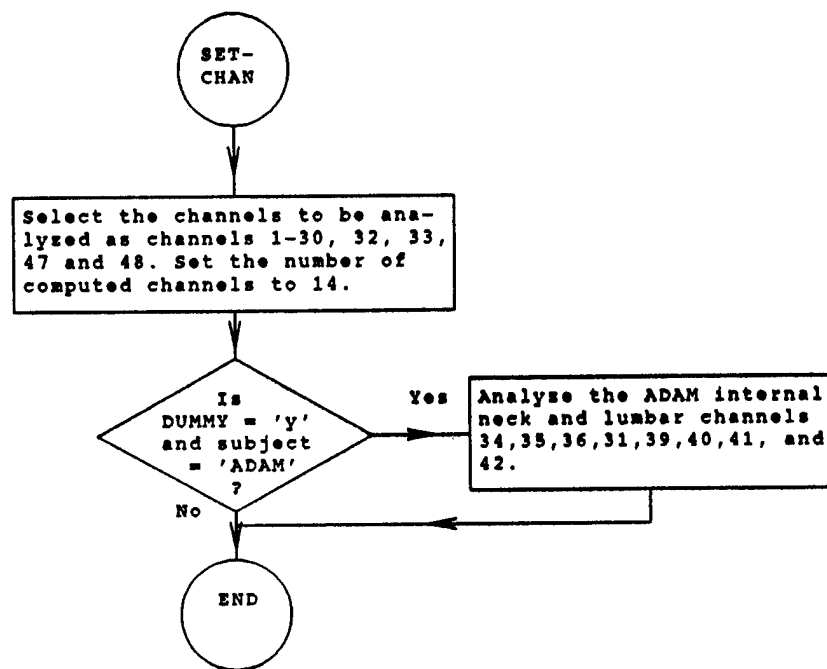 SET-
CHAN
Select the channels to be ana-
lyzed as channels 1-30, 32, 33,
47 and 48. Set the number of
computed channels to 14.
Is
DUMMY = 'y'
and subject
= 'ADAM'
?
Yes
Analyze the ADAM internal
neck and lumbar channels
34,35,36,31,39,40,41, and
42.
No
END